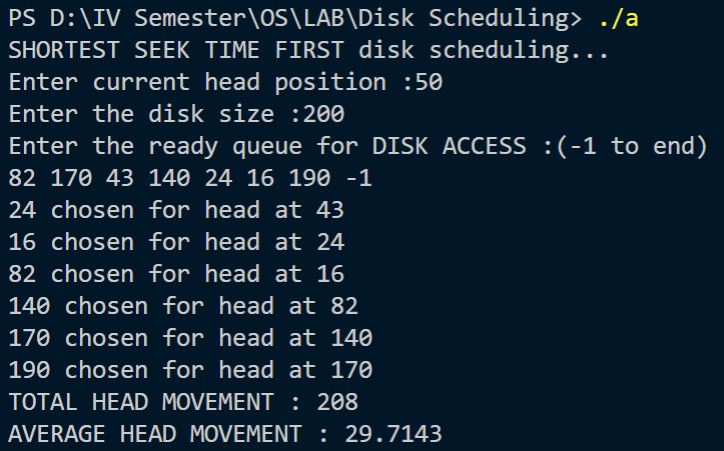 PS D:\IV Semester\OS\LAB\Disk Scheduling> ./a
SHORTEST SEEK TIME FIRST disk scheduling...
Enter current head position :50
Enter the disk size :200
Enter the ready queue for DISK ACCESS :(-1 to end)
82 170 43 140 24 16 190 -1
24 chosen for head at 43
16 chosen for head at 24
82 chosen for head at 16
140 chosen for head at 82
170 chosen for head at 140
190 chosen for head at 170
TOTAL HEAD MOVEMENT : 208
AVERAGE HEAD MOVEMENT : 29.7143